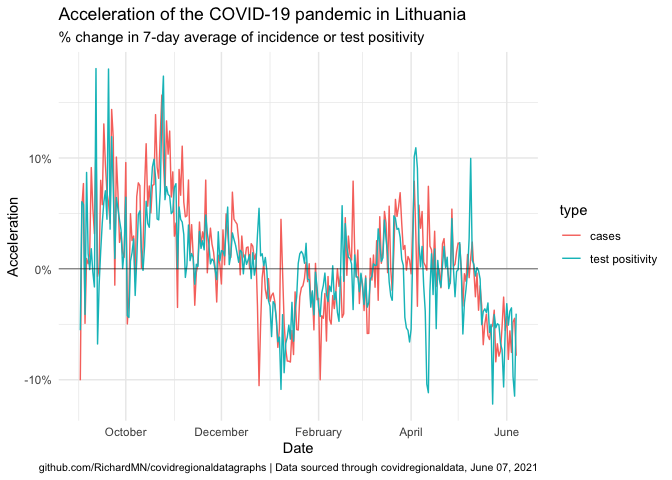 Acceleration of the COVID-19 pandemic in Lithuania
% change in 7-day average of incidence or test positivity
Acceleration
10%
0%
-10%
October December February April June
Date
type
cases
test positivity
github.com/RichardMN/covidregionaldatagraphs | Data sourced through covidregionaldata, June 07, 2021